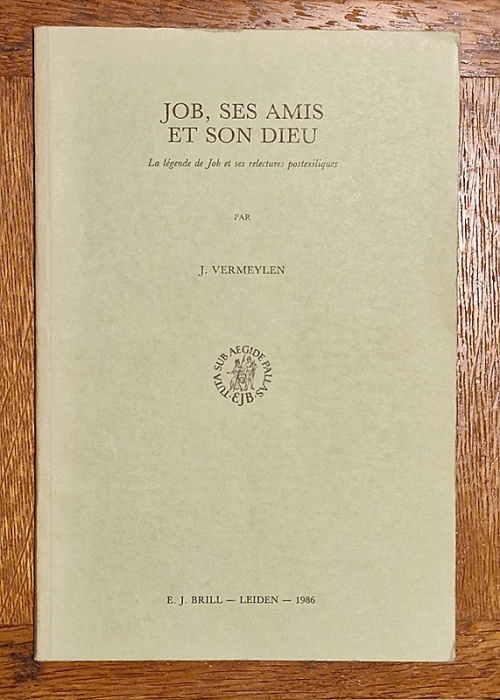 JOB, SES AMIS
ET SON DIEU
La légende de Job et ses relectures postexiliques
PAR
J. VERMEYLEN
TUTA SUB AEGIDE PALLAS
·EJB·
E. J. BRILL — LEIDEN — 1986